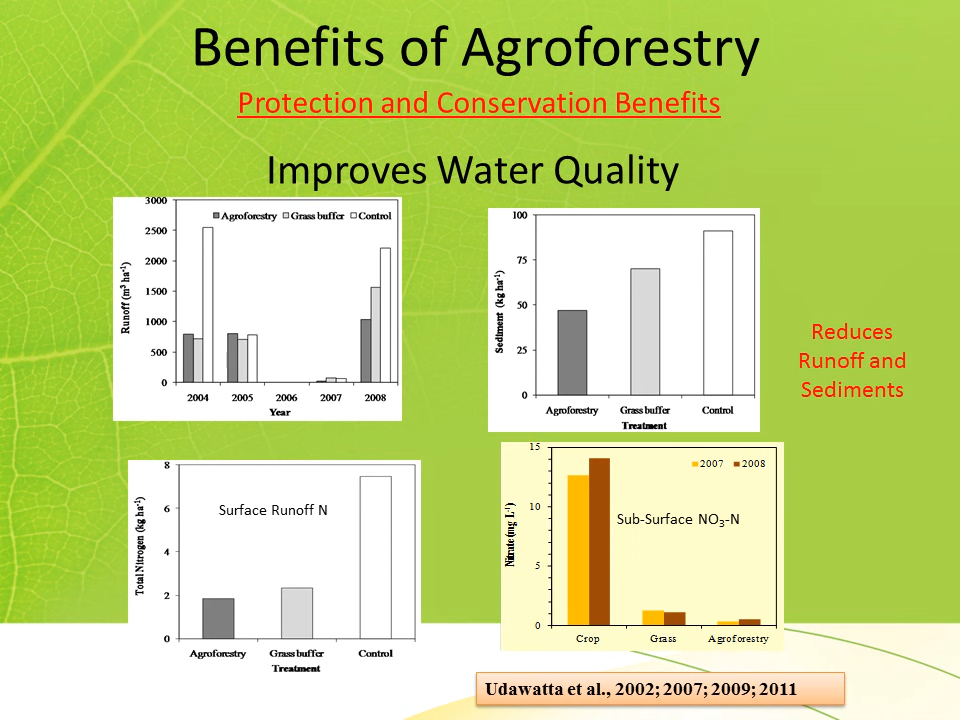 Benefits of Agroforestry
Protection and Conservation Benefits
Improves Water Quality
3000
2500
2000
1500
1000
500
0
Runoff (m³ ha⁻¹)
Agroforestry Grass buffer Control
2004 2005 2006 2007 2008
Year
100
75
50
25
0
Sediment (kg ha⁻¹)
Agroforestry Grass buffer Control
Treatment
Reduces
Runoff and
Sediments
8
6
4
2
0
Total Nitrogen (kg ha⁻¹)
Surface Runoff N
Agroforestry Grass buffer Control
Treatment
15
10
5
0
Nitrate (mg L⁻¹)
2007 2008
Sub-Surface NO₃-N
Crop Grass Agroforestry
Udawatta et al., 2002; 2007; 2009; 2011